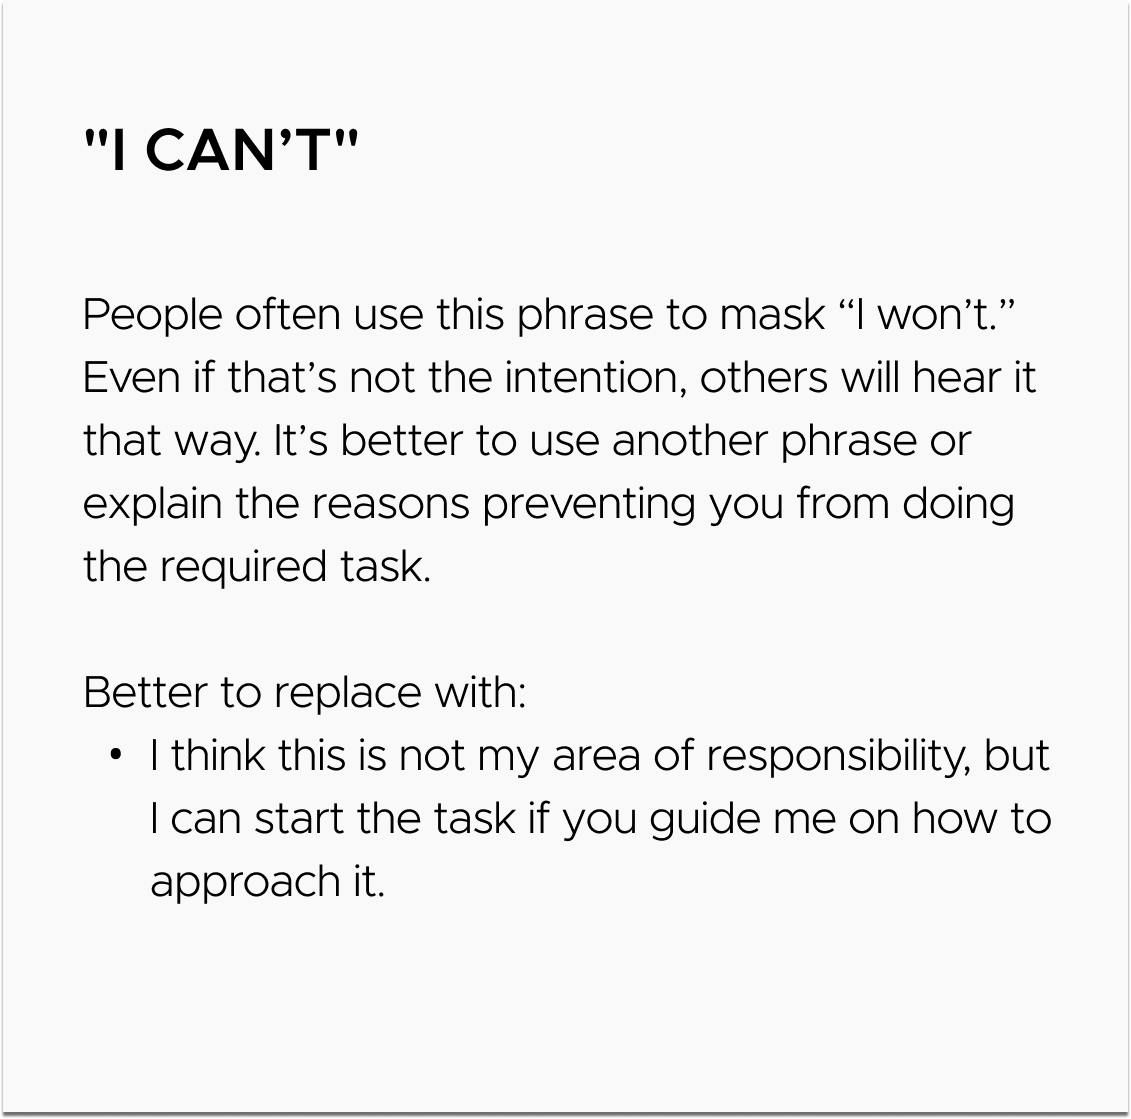 "I CAN’T"
People often use this phrase to mask “I won’t.”
Even if that’s not the intention, others will hear it
that way. It’s better to use another phrase or
explain the reasons preventing you from doing
the required task.
Better to replace with:
• I think this is not my area of responsibility, but
I can start the task if you guide me on how to
approach it.